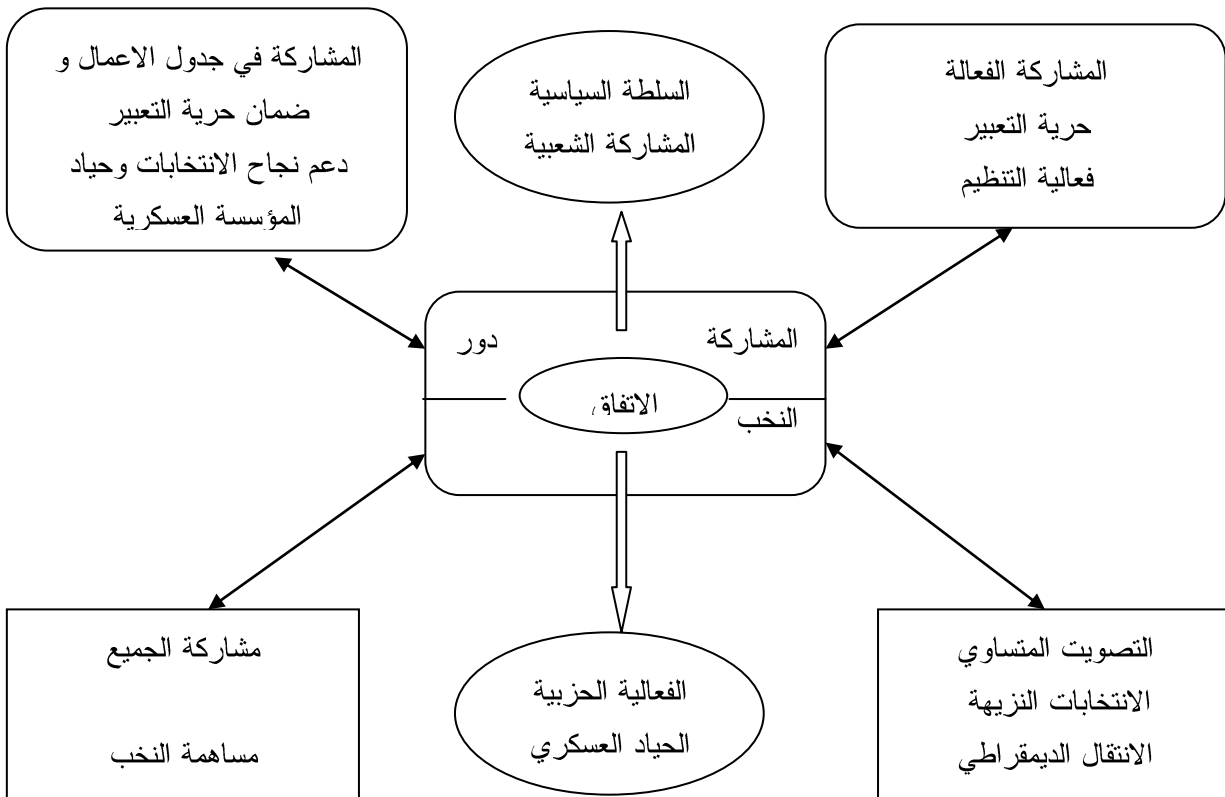 المشاركة الفعالة
حرية التعبير
فعالية التنظيم
السلطة السياسية
المشاركة الشعبية
المشاركة في جدول الاعمال و
ضمان حرية التعبير
دعم نجاح الانتخابات وحياد
المؤسسة العسكرية
المشاركة
دور
الاتفاق
النخب
التصويت المتساوي
الانتخابات النزيهة
الانتقال الديمقراطي
الفعالية الحزبية
الحياد العسكري
مشاركة الجميع
مساهمة النخب